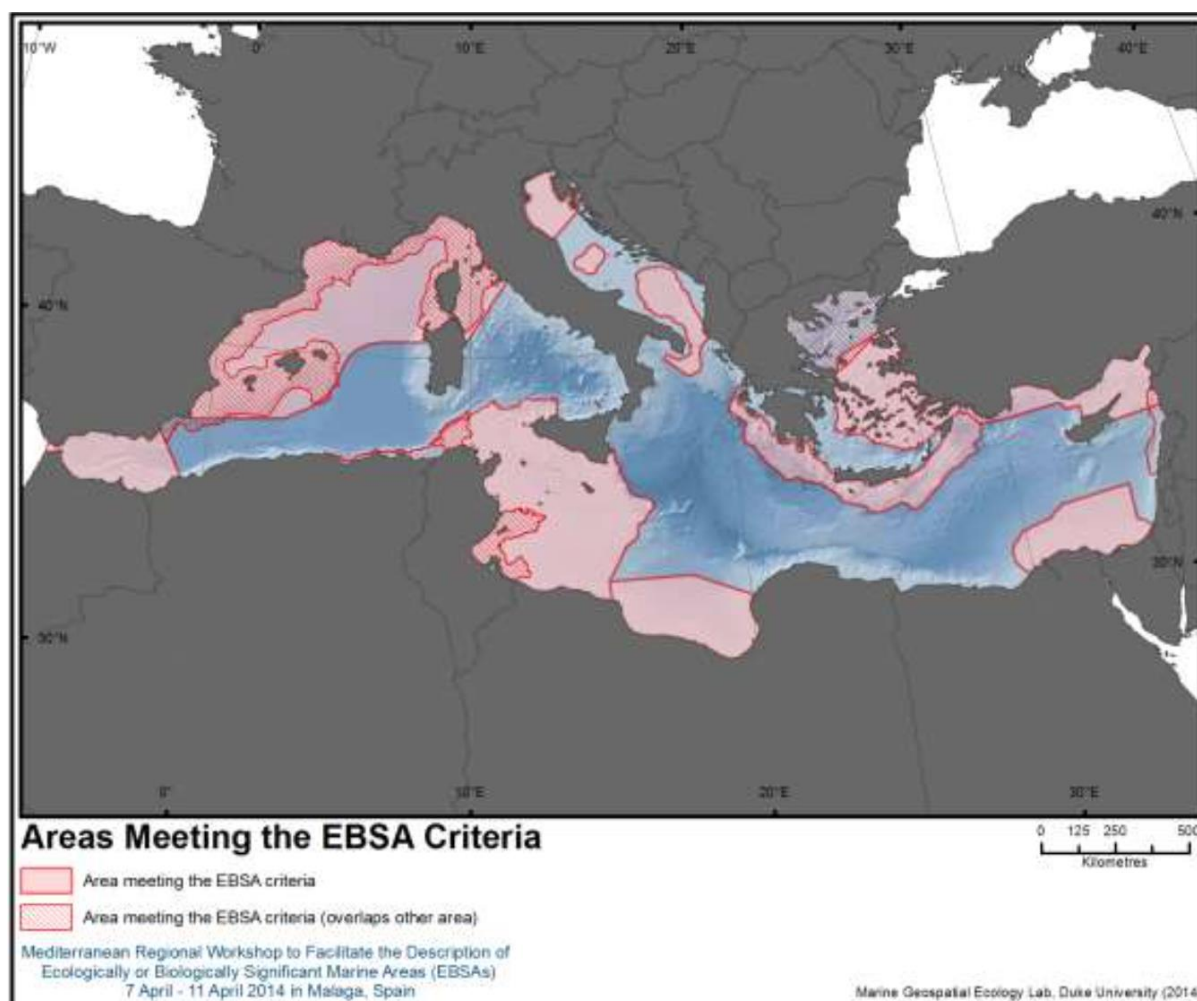 10°W 0° 10°E 20°E 30°E 40°E
40°N
40°N
30°N
30°N
0° 10°E 20°E 30°E
Areas Meeting the EBSA Criteria
0 125 250 500
Kilometres
Area meeting the EBSA criteria
Area meeting the EBSA criteria (overlaps other area)
Mediterranean Regional Workshop to Facilitate the Description of
Ecologically or Biologically Significant Marine Areas (EBSAs)
7 April - 11 April 2014 in Malaga, Spain
Marine Geospatial Ecology Lab, Duke University (2014